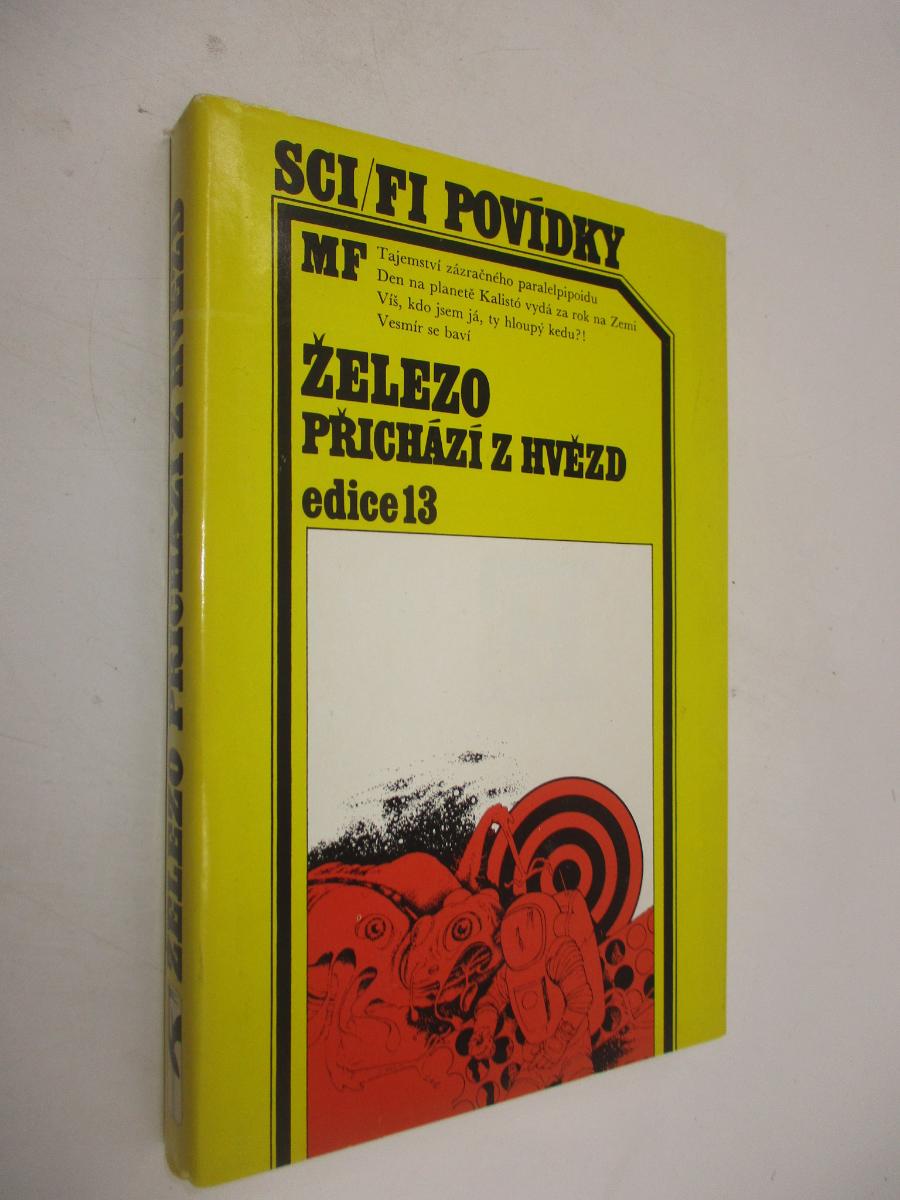 SCI/FI POVÍDKY
MF
Tajemství zázračného paralelpipoidu
Den na planetě Kalistó vydá za rok na Zemi
Víš, kdo jsem já, ty hloupý kedu?!
Vesmír se baví
ŽELEZO
PŘICHÁZÍ Z HVĚZD
edice 13
ŽELEZO PŘICHÁZÍ Z HVĚZD